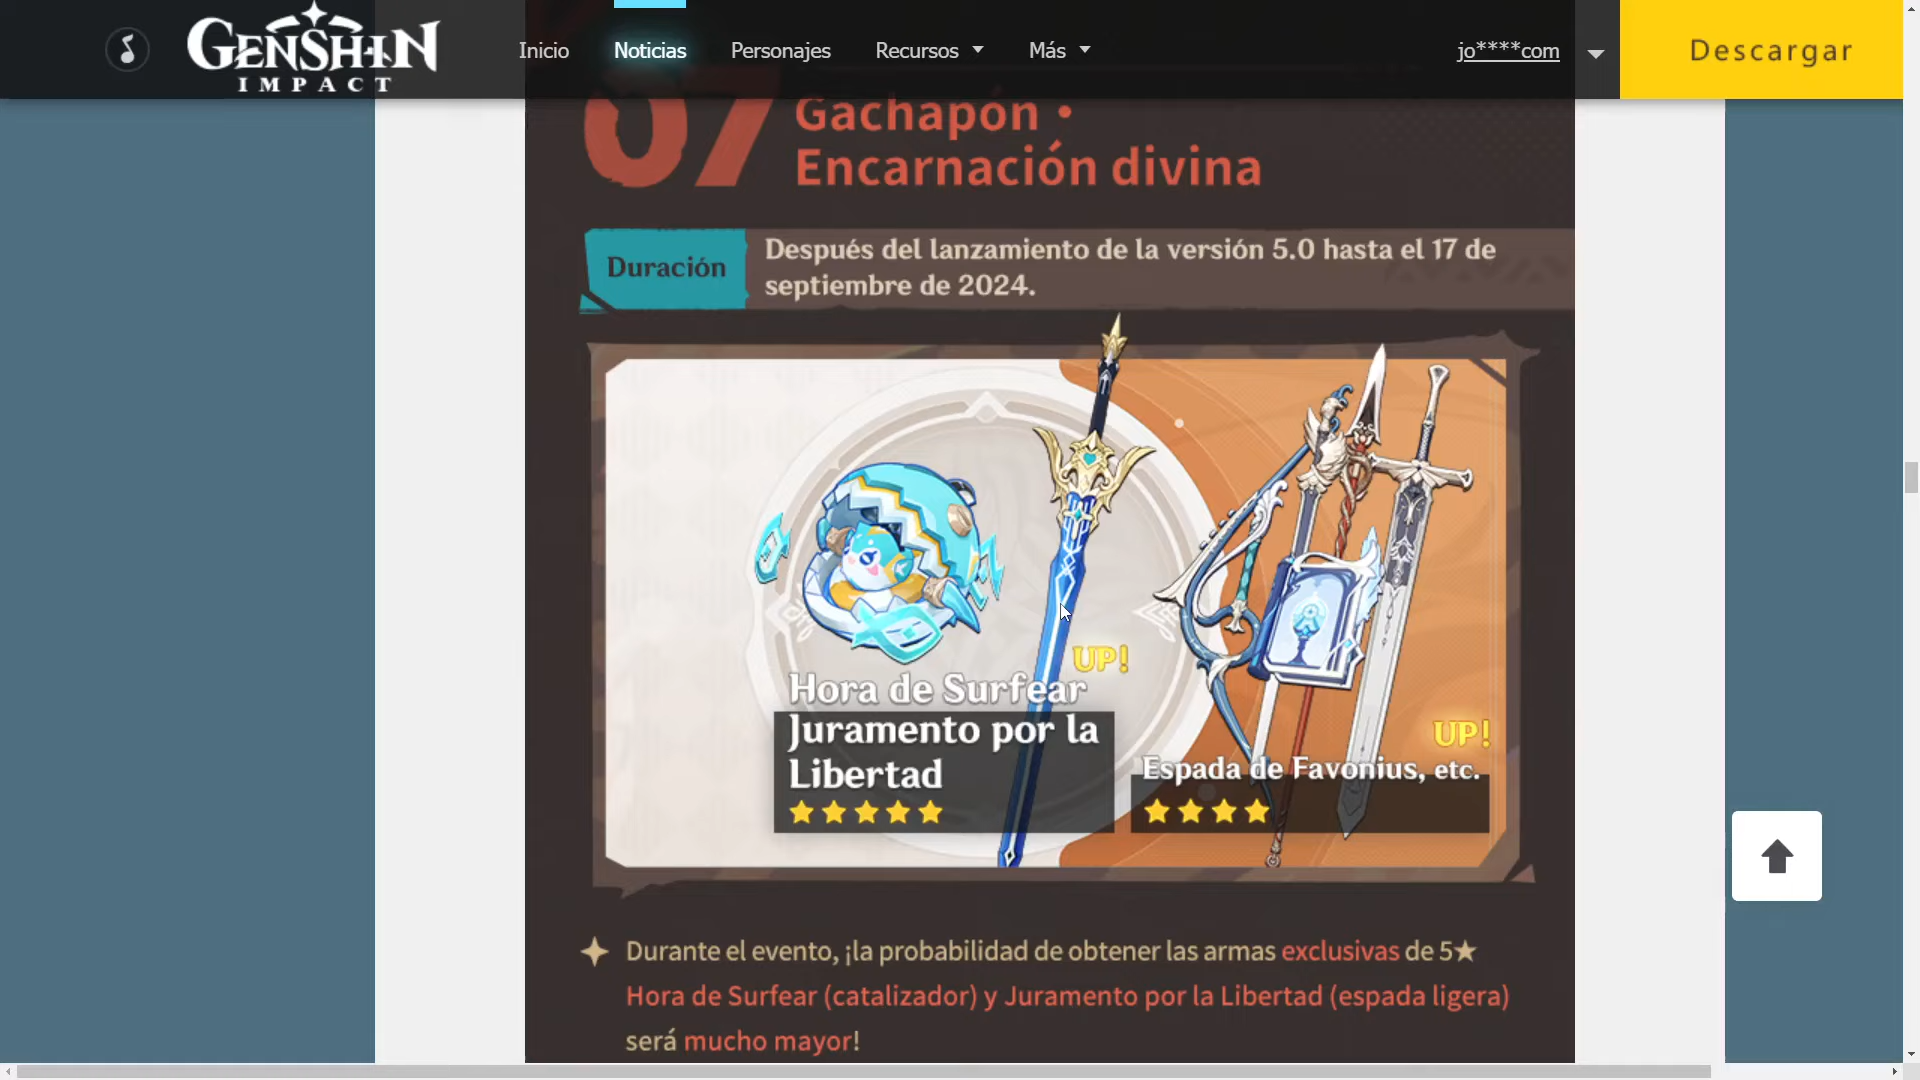 GENSHIN
IMPACT
Inicio
Noticias
Personajes
Recursos
Más
jo****com
Descargar
07
Gachapón •
Encarnación divina
Duración
Después del lanzamiento de la versión 5.0 hasta el 17 de
septiembre de 2024.
UP!
Hora de Surfear
Juramento por la
Libertad
UP!
Espada de Favonius, etc.
Durante el evento, ¡la probabilidad de obtener las armas exclusivas de 5★
Hora de Surfear (catalizador) y Juramento por la Libertad (espada ligera)
será mucho mayor!